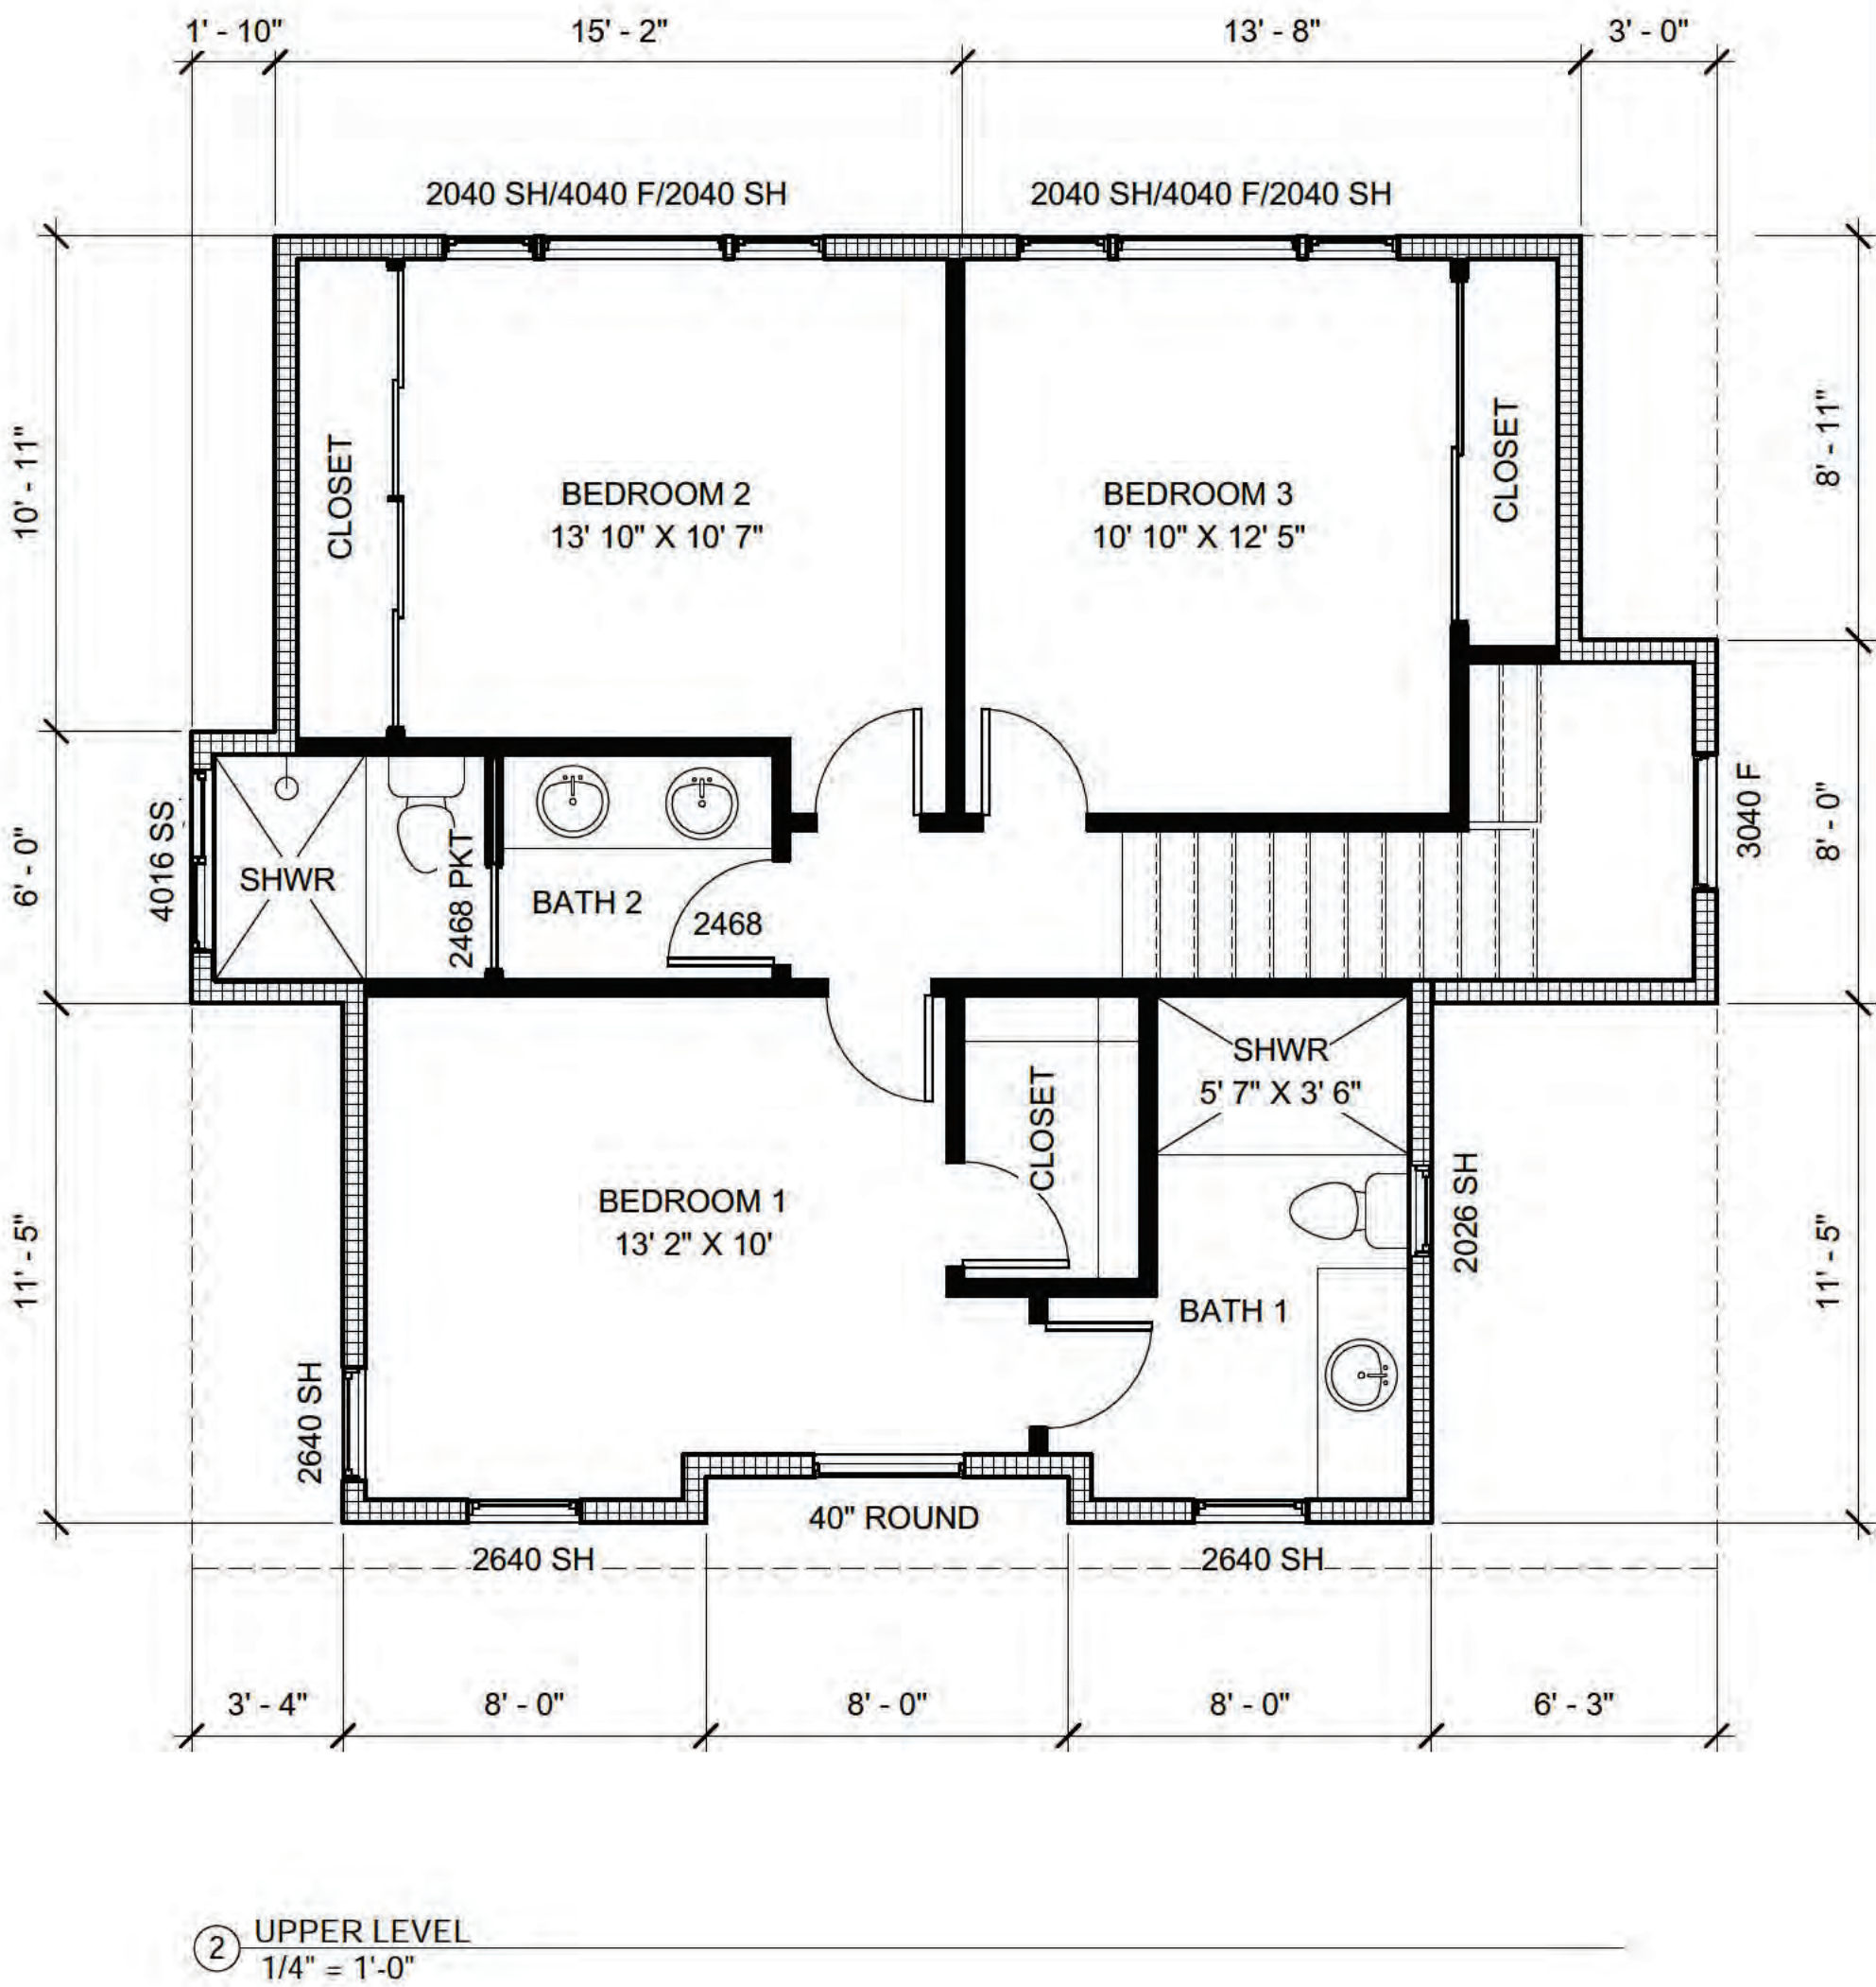 1' - 10"
15' - 2"
13' - 8"
3' - 0"
2040 SH/4040 F/2040 SH
2040 SH/4040 F/2040 SH
10' - 11"
8' - 11"
CLOSET
BEDROOM 2
13' 10" X 10' 7"
BEDROOM 3
10' 10" X 12' 5"
CLOSET
6' - 0"
4016 SS
SHWR
2468 PKT
BATH 2
2468
3040 F
8' - 0"
11' - 5"
2640 SH
BEDROOM 1
13' 2" X 10'
CLOSET
SHWR
5' 7" X 3' 6"
BATH 1
2026 SH
11' - 5"
40" ROUND
2640 SH
2640 SH
3' - 4"
8' - 0"
8' - 0"
8' - 0"
6' - 3"
2
UPPER LEVEL
1/4" = 1'-0"